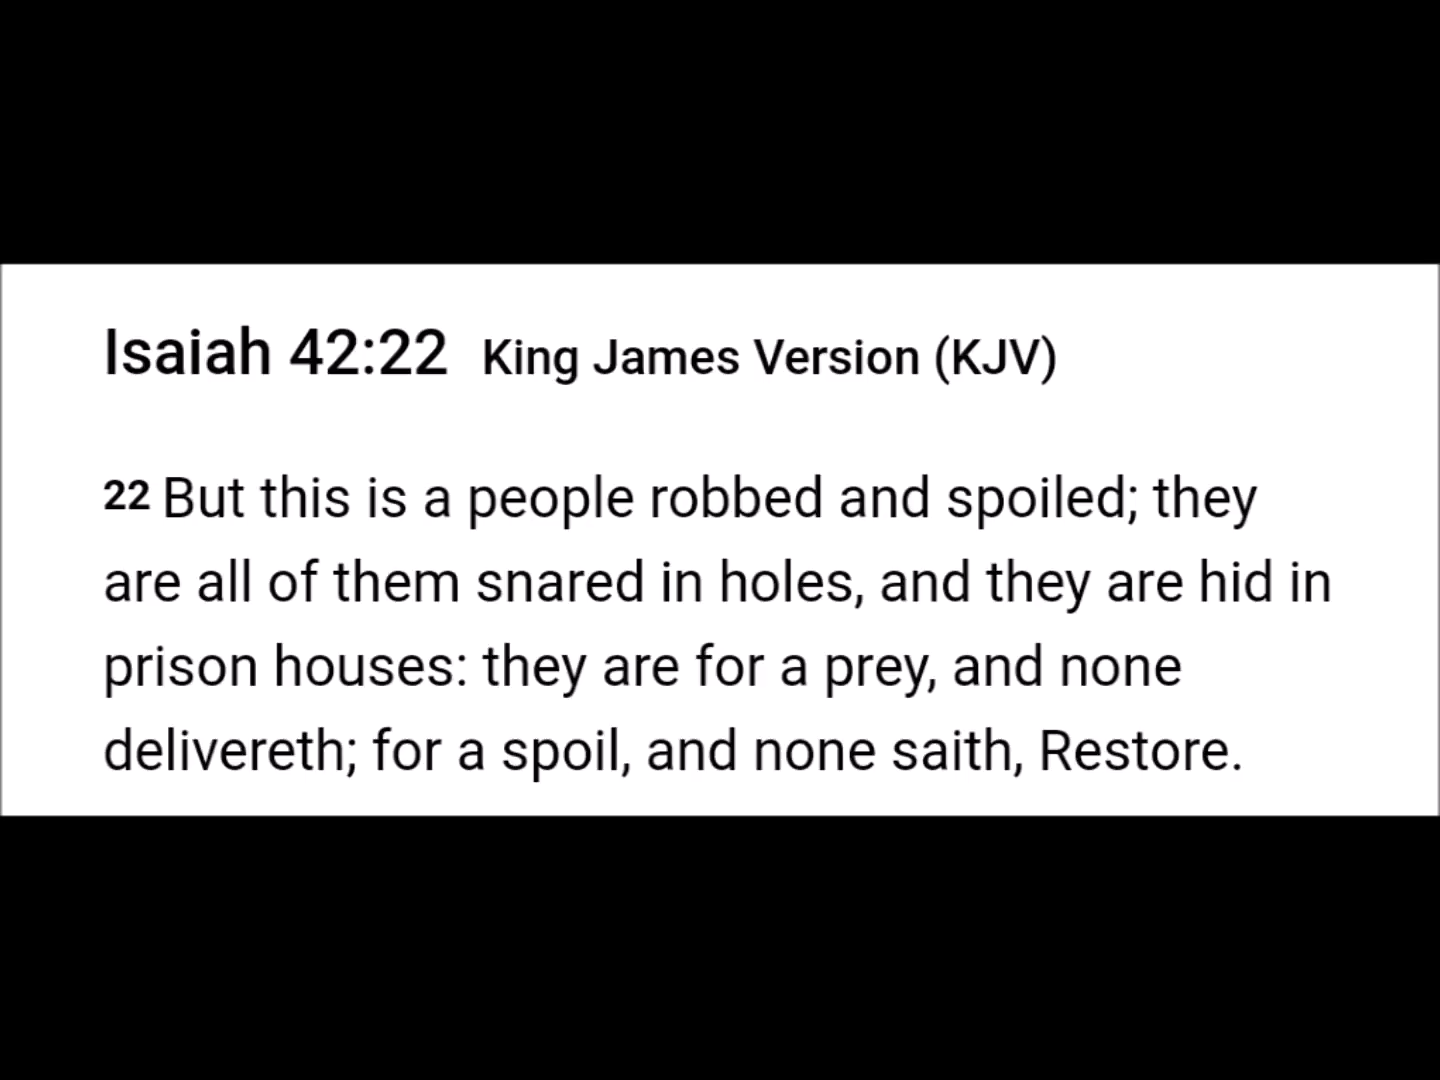 Isaiah 42:22 King James Version (KJV)
22 But this is a people robbed and spoiled; they
are all of them snared in holes, and they are hid in
prison houses: they are for a prey, and none
delivereth; for a spoil, and none saith, Restore.